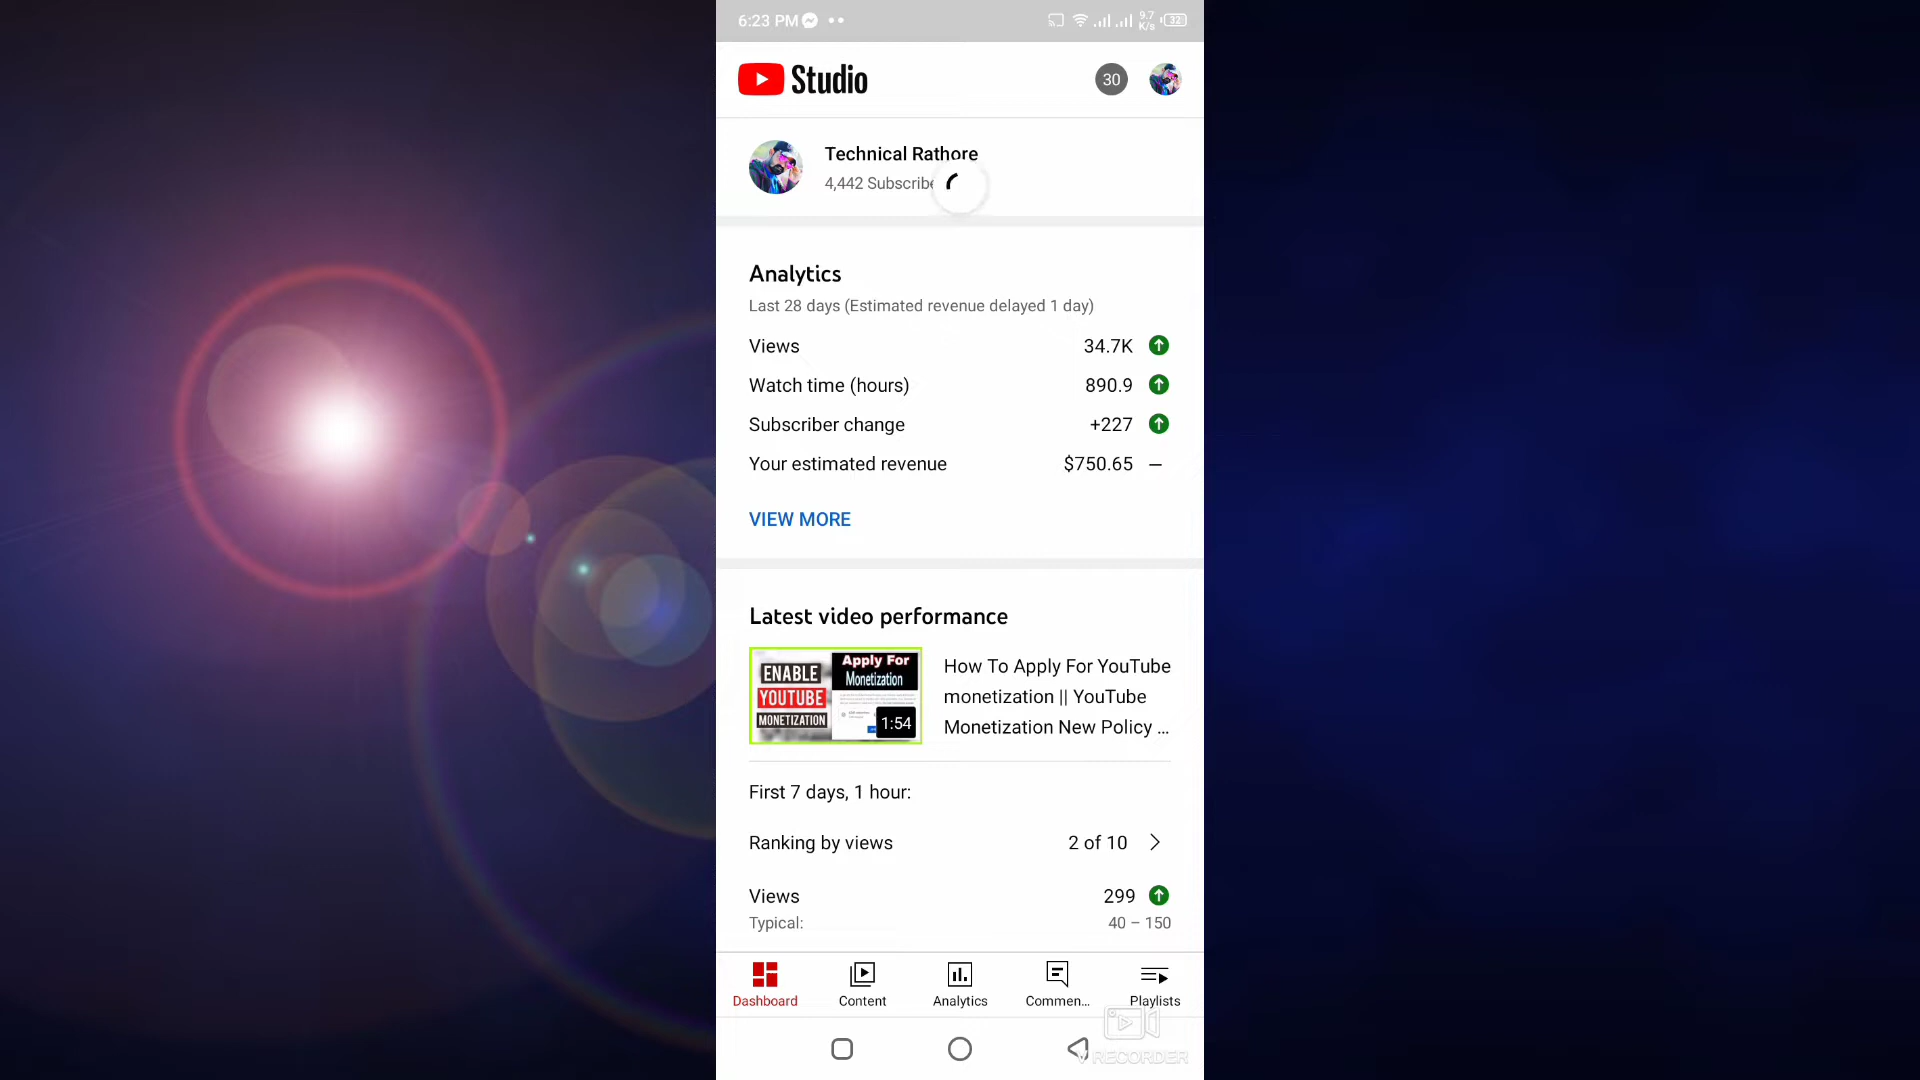 6:23 PM
9.7
K/s
32
Studio
30
Technical Rathore
4,442 Subscribe
Analytics
Last 28 days (Estimated revenue delayed 1 day)
Views 34.7K
Watch time (hours) 890.9
Subscriber change +227
Your estimated revenue $750.65 –
VIEW MORE
Latest video performance
ENABLE
YOUTUBE
MONETIZATION
Apply For
Monetization
1:54
How To Apply For YouTube
monetization || YouTube
Monetization New Policy ...
First 7 days, 1 hour:
Ranking by views 2 of 10
Views 299
Typical: 40 – 150
Dashboard Content Analytics Commen... Playlists
V RECORDER